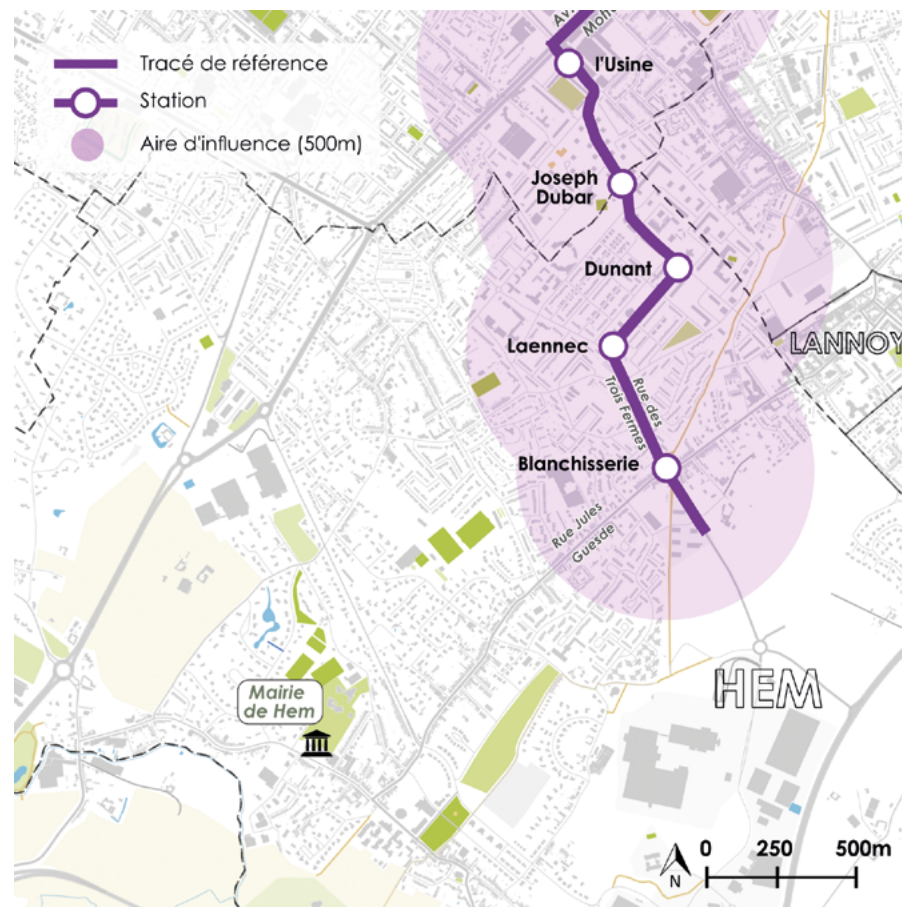 Av.
Tracé de référence
Station
Aire d'influence (500m)
l'Usine
Joseph
Dubar
Dunant
Laennec
LANNOY
Rue des
Trois Fermes
Blanchisserie
Rue Jules
Guesde
HEM
Mairie
de Hem
N
0 250 500m